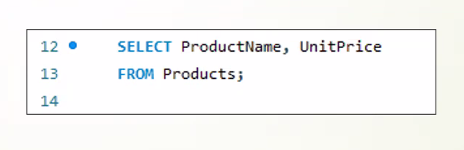 12 SELECT ProductName, UnitPrice
13 FROM Products;
14